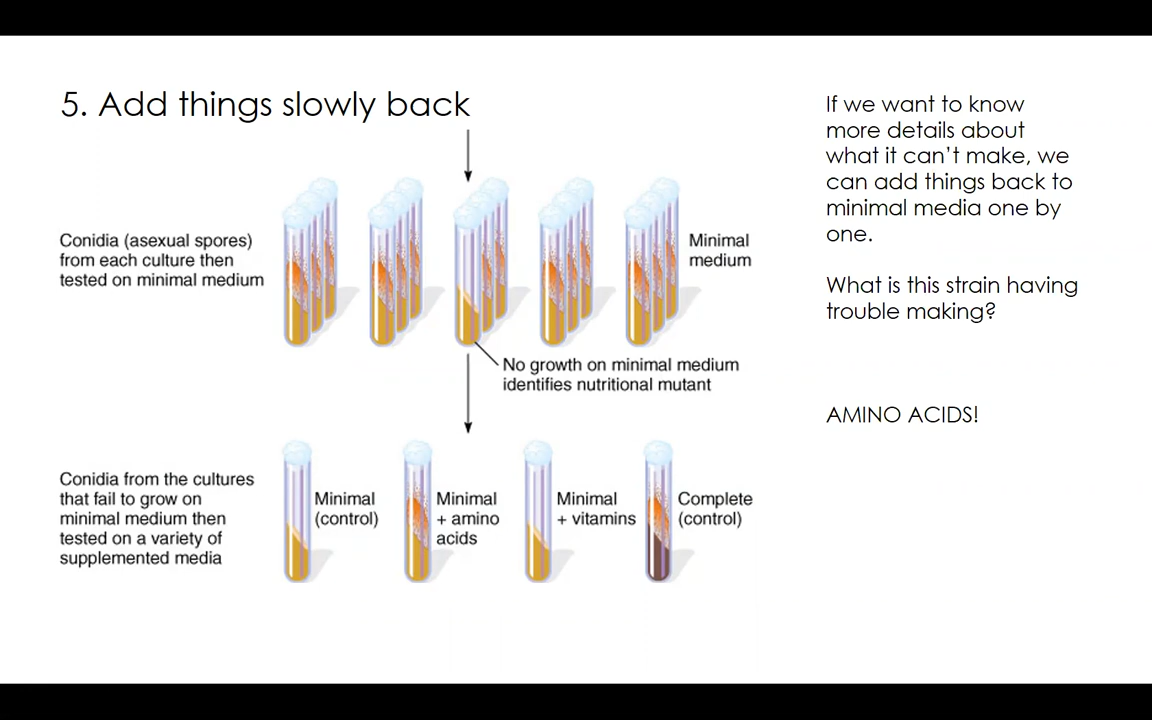 5. Add things slowly back
Conidia (asexual spores)
from each culture then
tested on minimal medium
Minimal
medium
No growth on minimal medium
identifies nutritional mutant
Conidia from the cultures
that fail to grow on
minimal medium then
tested on a variety of
supplemented media
Minimal
(control)
Minimal
+ amino
acids
Minimal
+ vitamins
Complete
(control)
If we want to know
more details about
what it can’t make, we
can add things back to
minimal media one by
one.
What is this strain having
trouble making?
AMINO ACIDS!